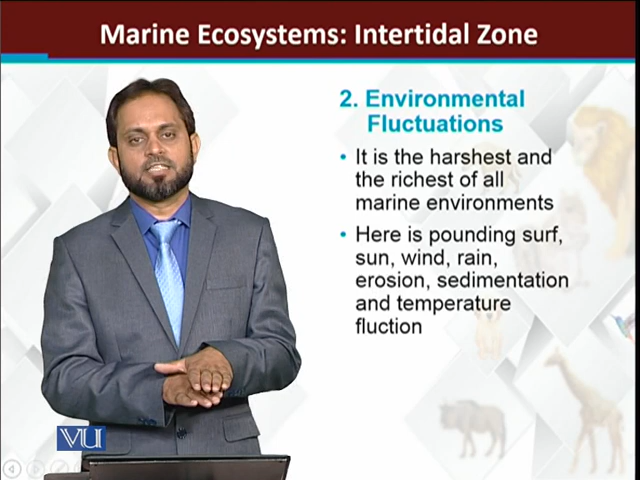 Marine Ecosystems: Intertidal Zone
2. Environmental
Fluctuations
• It is the harshest and
the richest of all
marine environments
• Here is pounding surf,
sun, wind, rain,
erosion, sedimentation
and temperature
fluction
VU